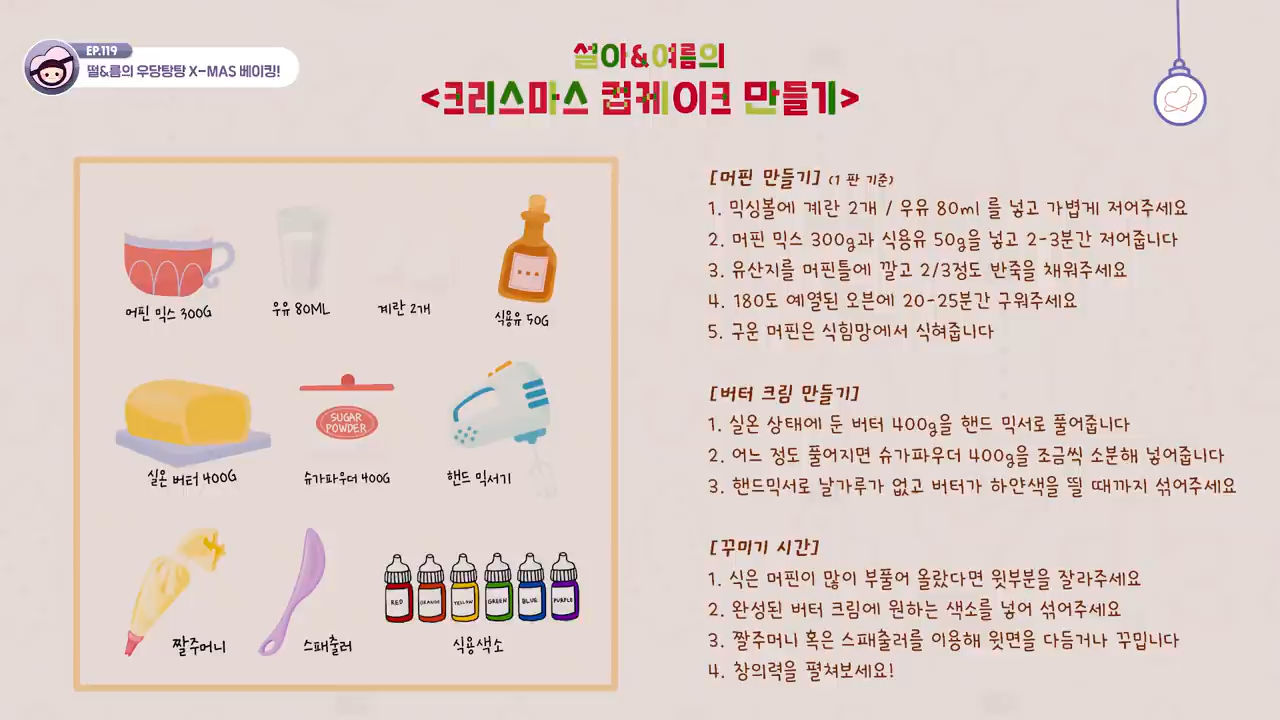 EP.119
떨&름의 우당탕탕 X-MAS 베이킹!
설아&여름의
<크리스마스 컵케이크 만들기>
머핀 믹스 300G
우유 80ML
계란 2개
식용유 50G
SUGAR
POWDER
실온 버터 400G
슈가파우더 400G
핸드 믹서기
RED
ORANGE
YELLOW
GREEN
BLUE
PURPLE
짤주머니
스패출러
식용색소
[머핀 만들기] (1 판 기준)
1. 믹싱볼에 계란 2개 / 우유 80ml 를 넣고 가볍게 저어주세요
2. 머핀 믹스 300g과 식용유 50g을 넣고 2-3분간 저어줍니다
3. 유산지를 머핀틀에 깔고 2/3정도 반죽을 채워주세요
4. 180도 예열된 오븐에 20-25분간 구워주세요
5. 구운 머핀은 식힘망에서 식혀줍니다
[버터 크림 만들기]
1. 실온 상태에 둔 버터 400g을 핸드 믹서로 풀어줍니다
2. 어느 정도 풀어지면 슈가파우더 400g을 조금씩 소분해 넣어줍니다
3. 핸드믹서로 날가루가 없고 버터가 하얀색을 띌 때까지 섞어주세요
[꾸미기 시간]
1. 식은 머핀이 많이 부풀어 올랐다면 윗부분을 잘라주세요
2. 완성된 버터 크림에 원하는 색소를 넣어 섞어주세요
3. 짤주머니 혹은 스패출러를 이용해 윗면을 다듬거나 꾸밉니다
4. 창의력을 펼쳐보세요!